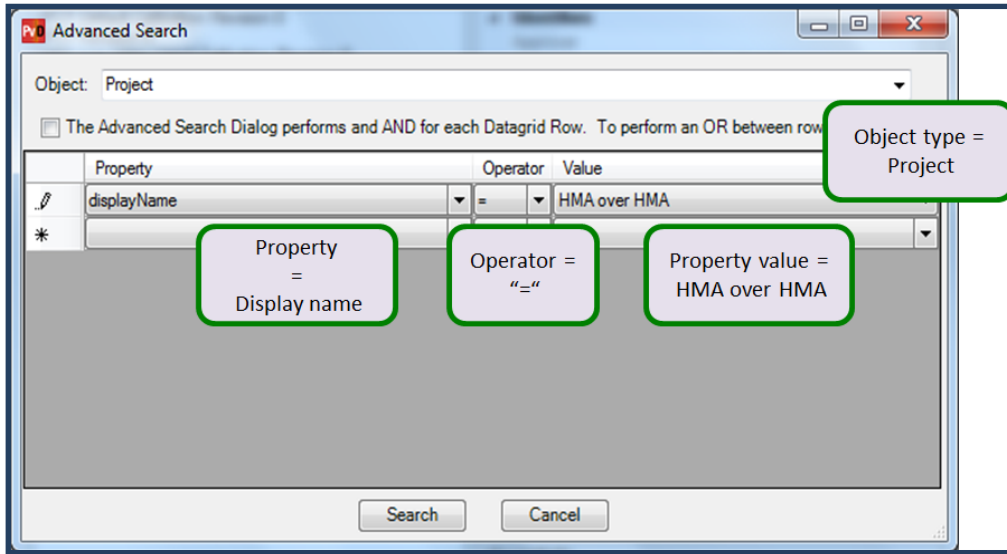 PVD Advanced Search
Object: Project
The Advanced Search Dialog performs and AND for each Datagrid Row. To perform an OR between row
Object type =
Project
Property Operator Value
displayName = HMA over HMA
Property
=
Display name
Operator =
“=“
Property value =
HMA over HMA
Search Cancel